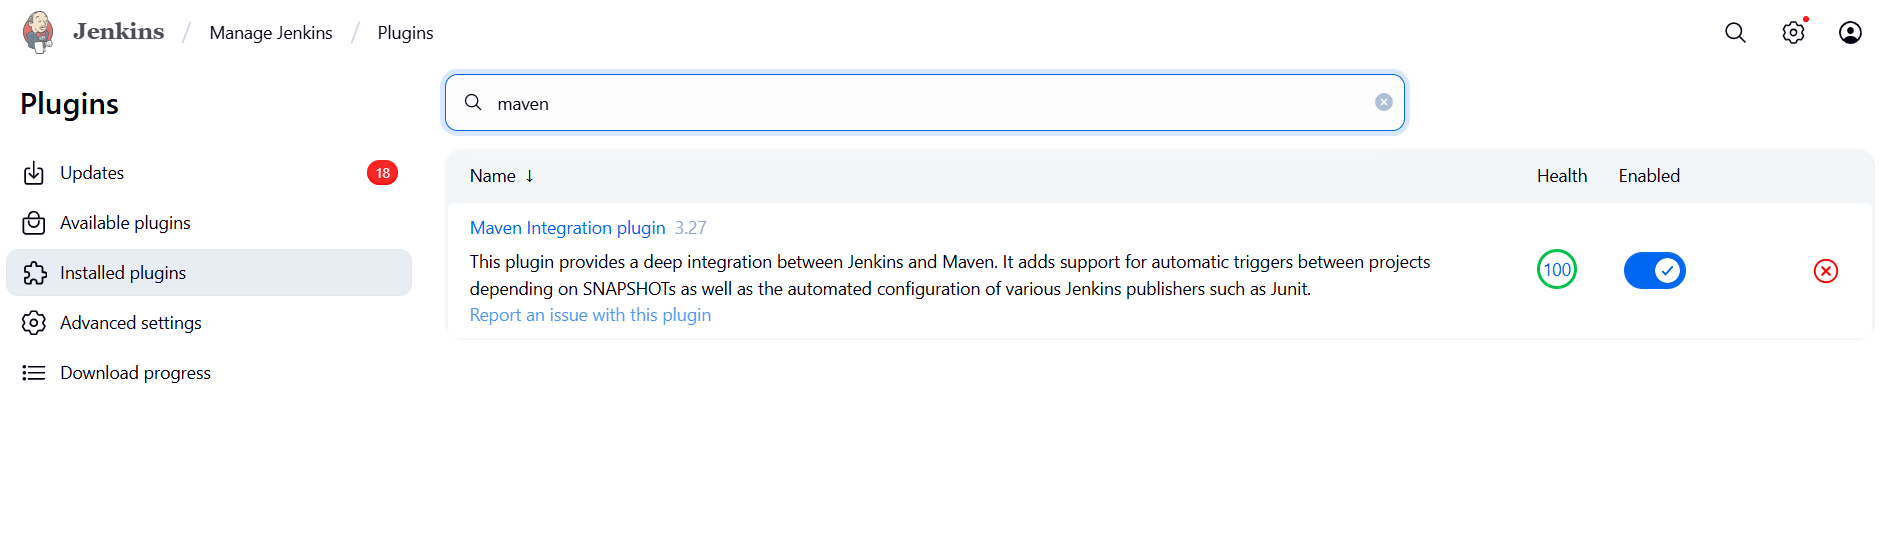 Jenkins / Manage Jenkins / Plugins
Plugins
maven
Updates 18
Available plugins
Installed plugins
Advanced settings
Download progress
Name ↓ Health Enabled
Maven Integration plugin 3.27
This plugin provides a deep integration between Jenkins and Maven. It adds support for automatic triggers between projects
depending on SNAPSHOTs as well as the automated configuration of various Jenkins publishers such as Junit.
Report an issue with this plugin
100